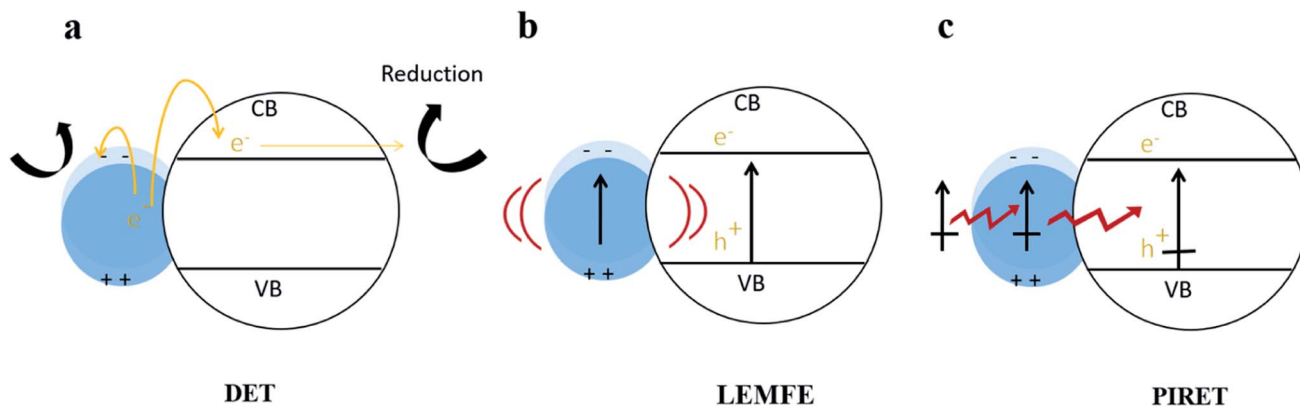 a
Reduction
CB
e-
- -
e-
+ +
VB
DET
b
CB
e-
- -
h+
+ +
VB
LEMFE
c
CB
e-
- -
h+
+ +
VB
PIRET